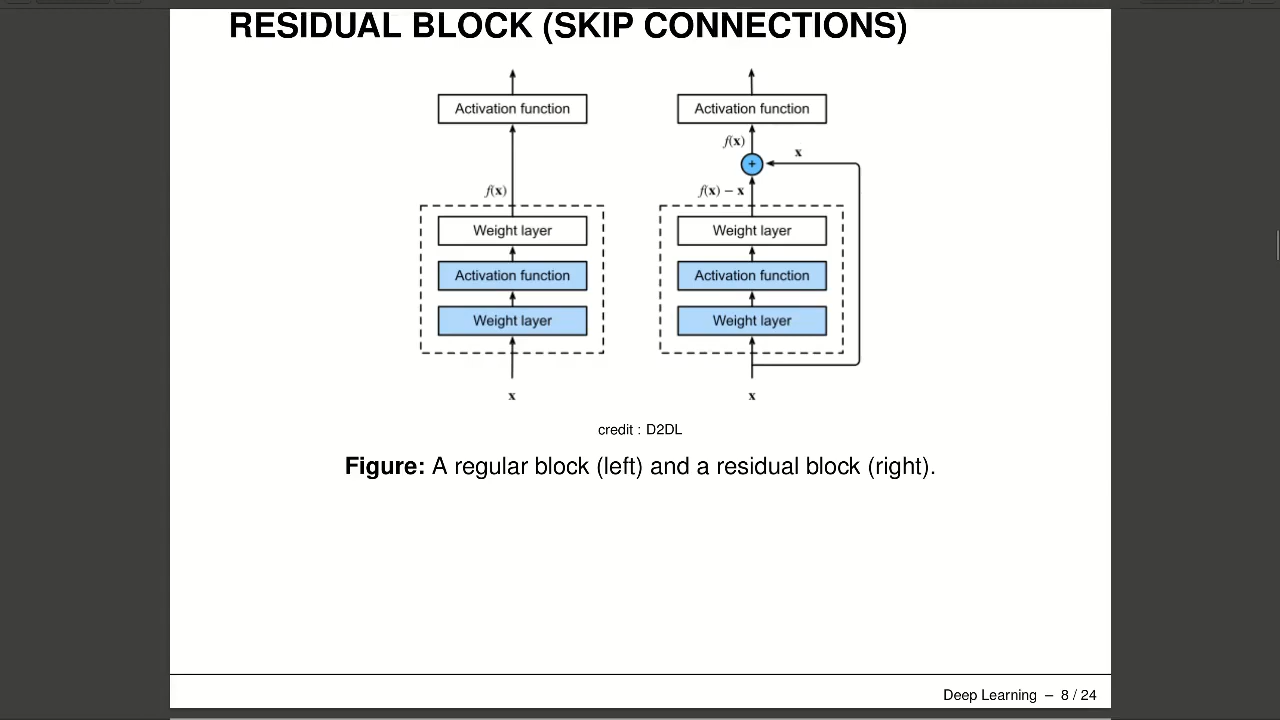 RESIDUAL BLOCK (SKIP CONNECTIONS)
Activation function
f(x)
Weight layer
Activation function
Weight layer
x
Activation function
f(x)
x
+
f(x) − x
Weight layer
Activation function
Weight layer
x
credit : D2DL
Figure: A regular block (left) and a residual block (right).
Deep Learning – 8 / 24